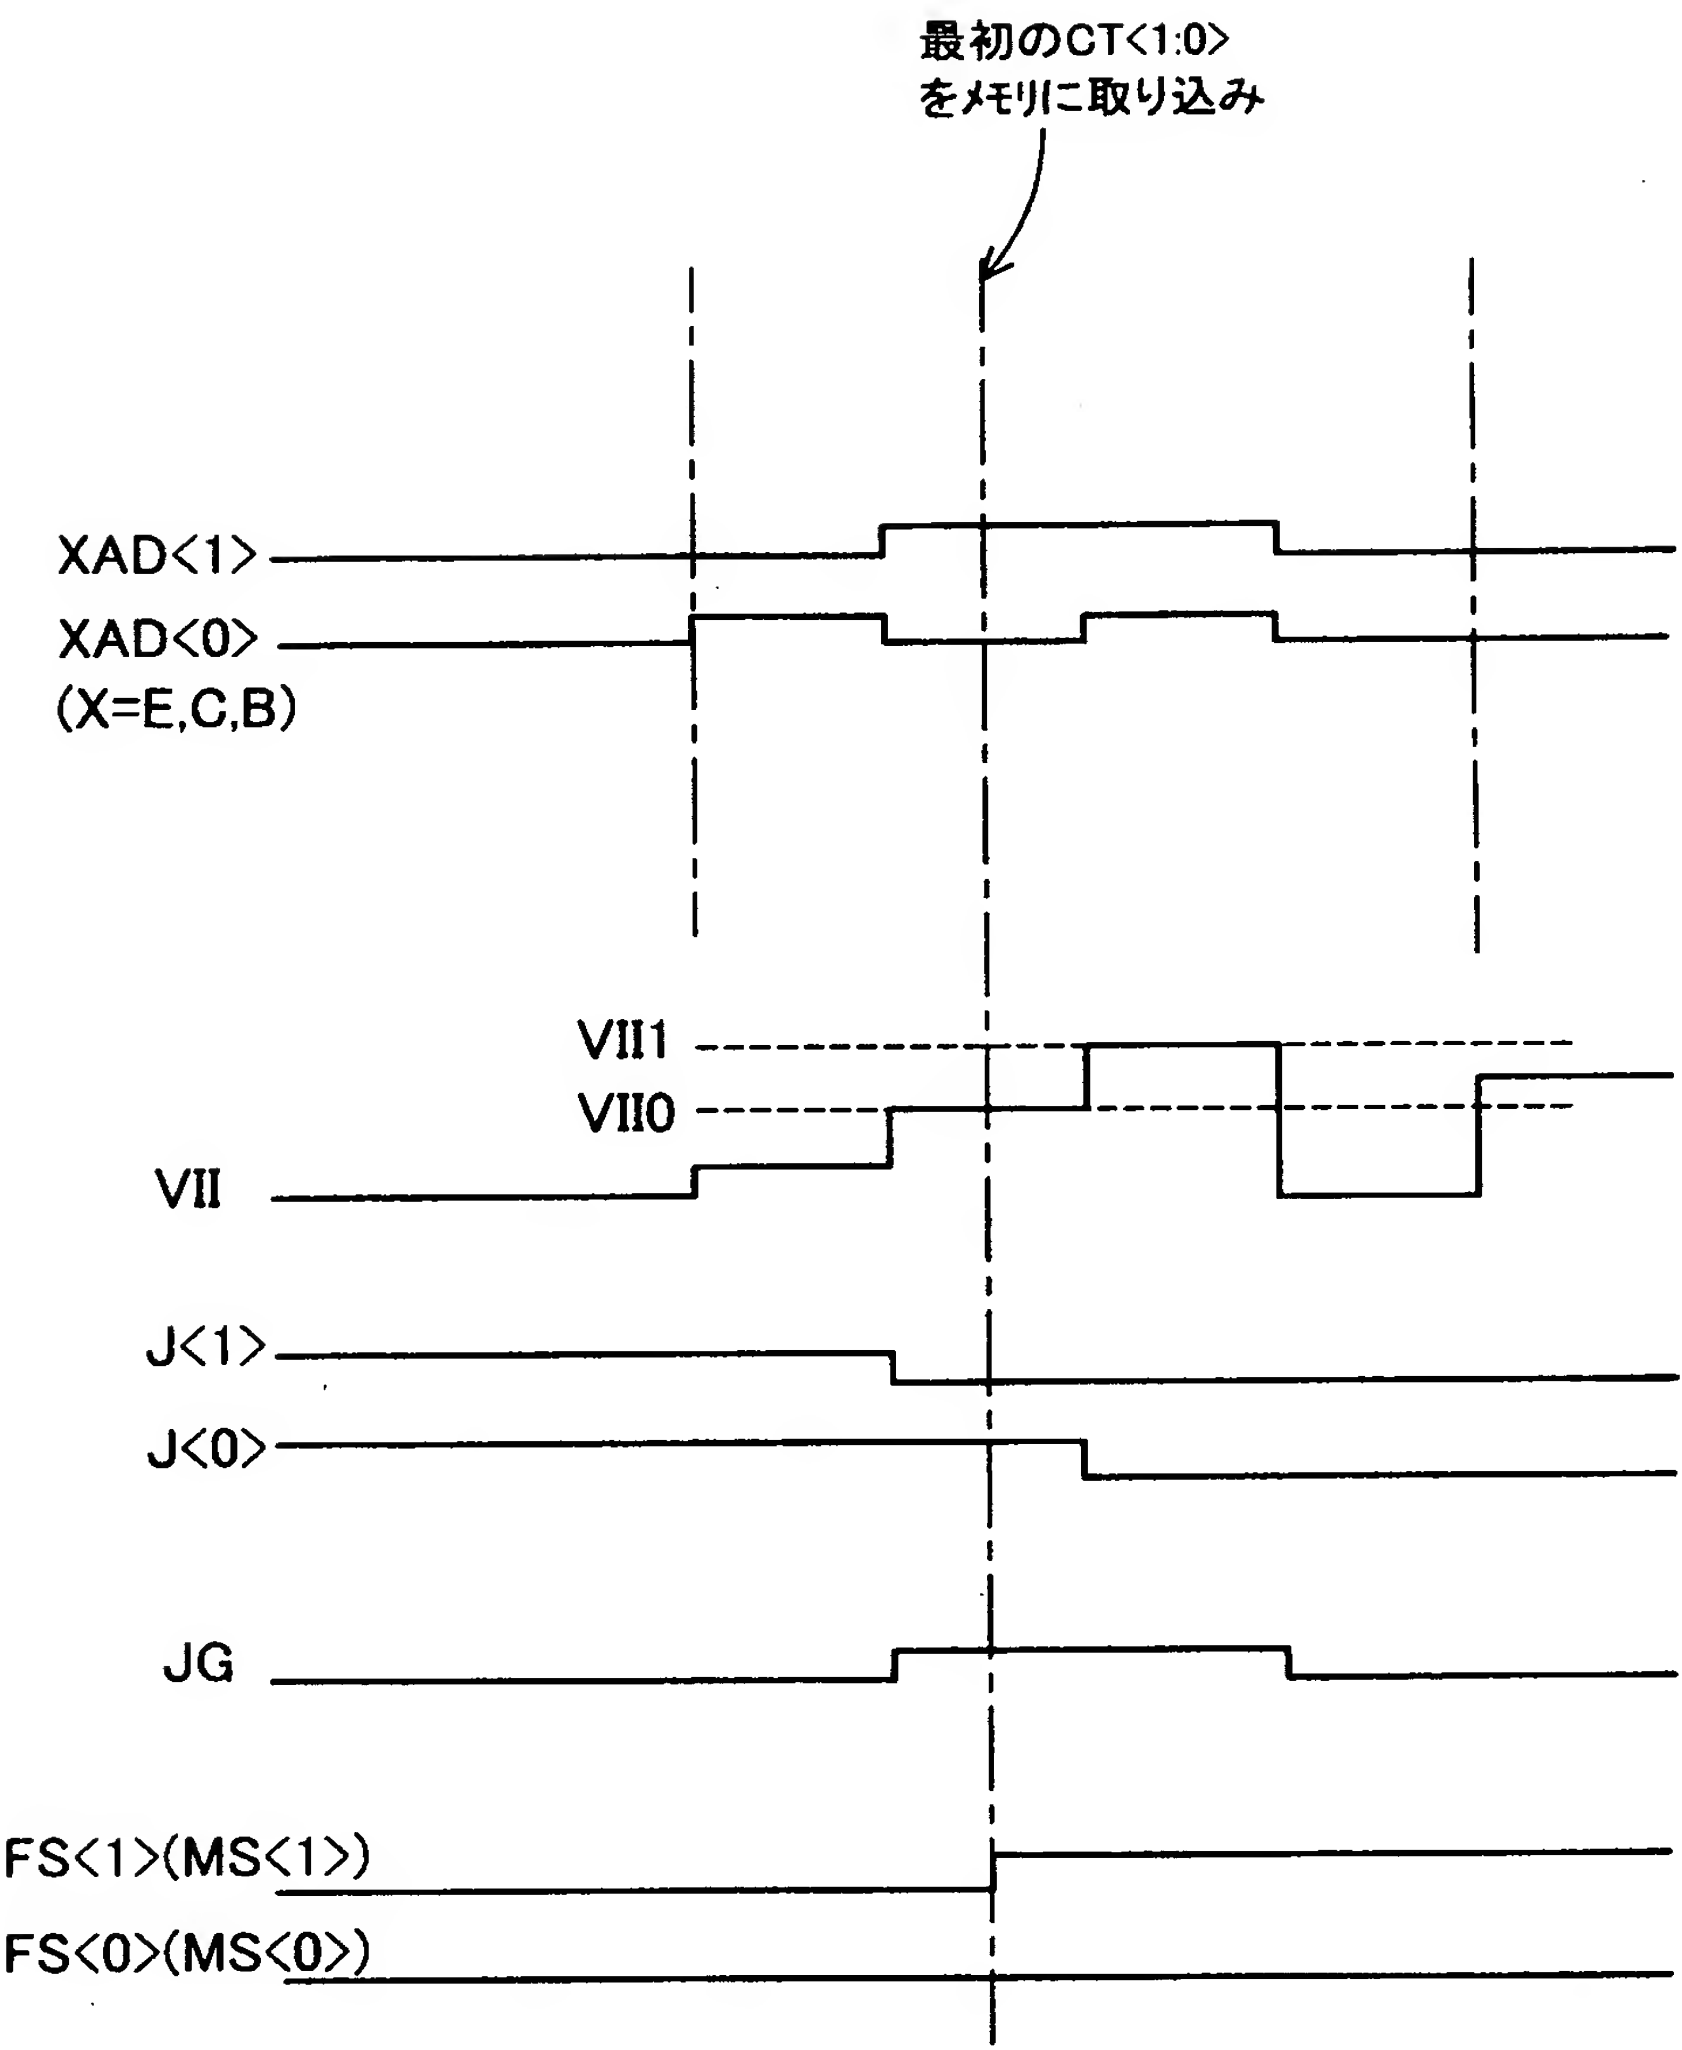 最初のCT<1:0>
をメモリに取り込み
XAD<1>
XAD<0>
(X=E,C,B)
VII1
VII0
VII
J<1>
J<0>
JG
FS<1>(MS<1>)
FS<0>(MS<0>)